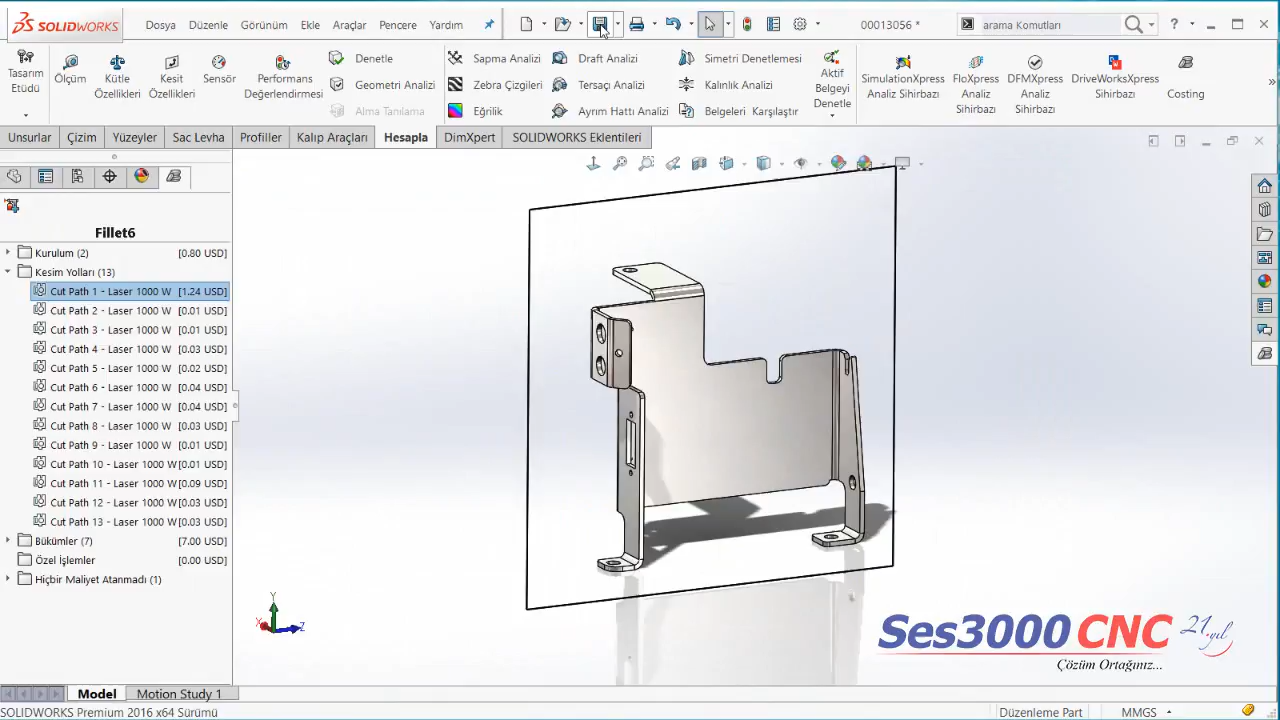 SOLIDWORKS
Dosya Düzenle Görünüm Ekle Araçlar Pencere Yardım
00013056 *
arama Komutları
Tasarım Etüdü
Ölçüm
Kütle Özellikleri
Kesit Özellikleri
Sensör
Performans Değerlendirmesi
Denetle
Geometri Analizi
Alma Tanılama
Sapma Analizi
Zebra Çizgileri
Eğrilik
Draft Analizi
Tersaçı Analizi
Ayrım Hattı Analizi
Simetri Denetlemesi
Kalınlık Analizi
Belgeleri Karşılaştır
Aktif Belgeyi Denetle
SimulationXpress Analiz Sihirbazı
FloXpress Analiz Sihirbazı
DFMXpress Analiz Sihirbazı
DriveWorksXpress Sihirbazı
Costing
Unsurlar Çizim Yüzeyler Sac Levha Profiller Kalıp Araçları Hesapla DimXpert SOLIDWORKS Eklentileri
Fillet6
Kurulum (2) [0.80 USD]
Kesim Yolları (13)
Cut Path 1 - Laser 1000 W [1.24 USD]
Cut Path 2 - Laser 1000 W [0.01 USD]
Cut Path 3 - Laser 1000 W [0.01 USD]
Cut Path 4 - Laser 1000 W [0.03 USD]
Cut Path 5 - Laser 1000 W [0.02 USD]
Cut Path 6 - Laser 1000 W [0.04 USD]
Cut Path 7 - Laser 1000 W [0.04 USD]
Cut Path 8 - Laser 1000 W [0.03 USD]
Cut Path 9 - Laser 1000 W [0.01 USD]
Cut Path 10 - Laser 1000 W [0.01 USD]
Cut Path 11 - Laser 1000 W [0.09 USD]
Cut Path 12 - Laser 1000 W [0.03 USD]
Cut Path 13 - Laser 1000 W [0.03 USD]
Bükümler (7) [7.00 USD]
Özel İşlemler [0.00 USD]
Hiçbir Maliyet Atanmadı (1)
Y
X Z
Ses3000 CNC 21.yıl
Çözüm Ortağınız...
Model Motion Study 1
SOLIDWORKS Premium 2016 x64 Sürümü
Düzenleme Part MMGS